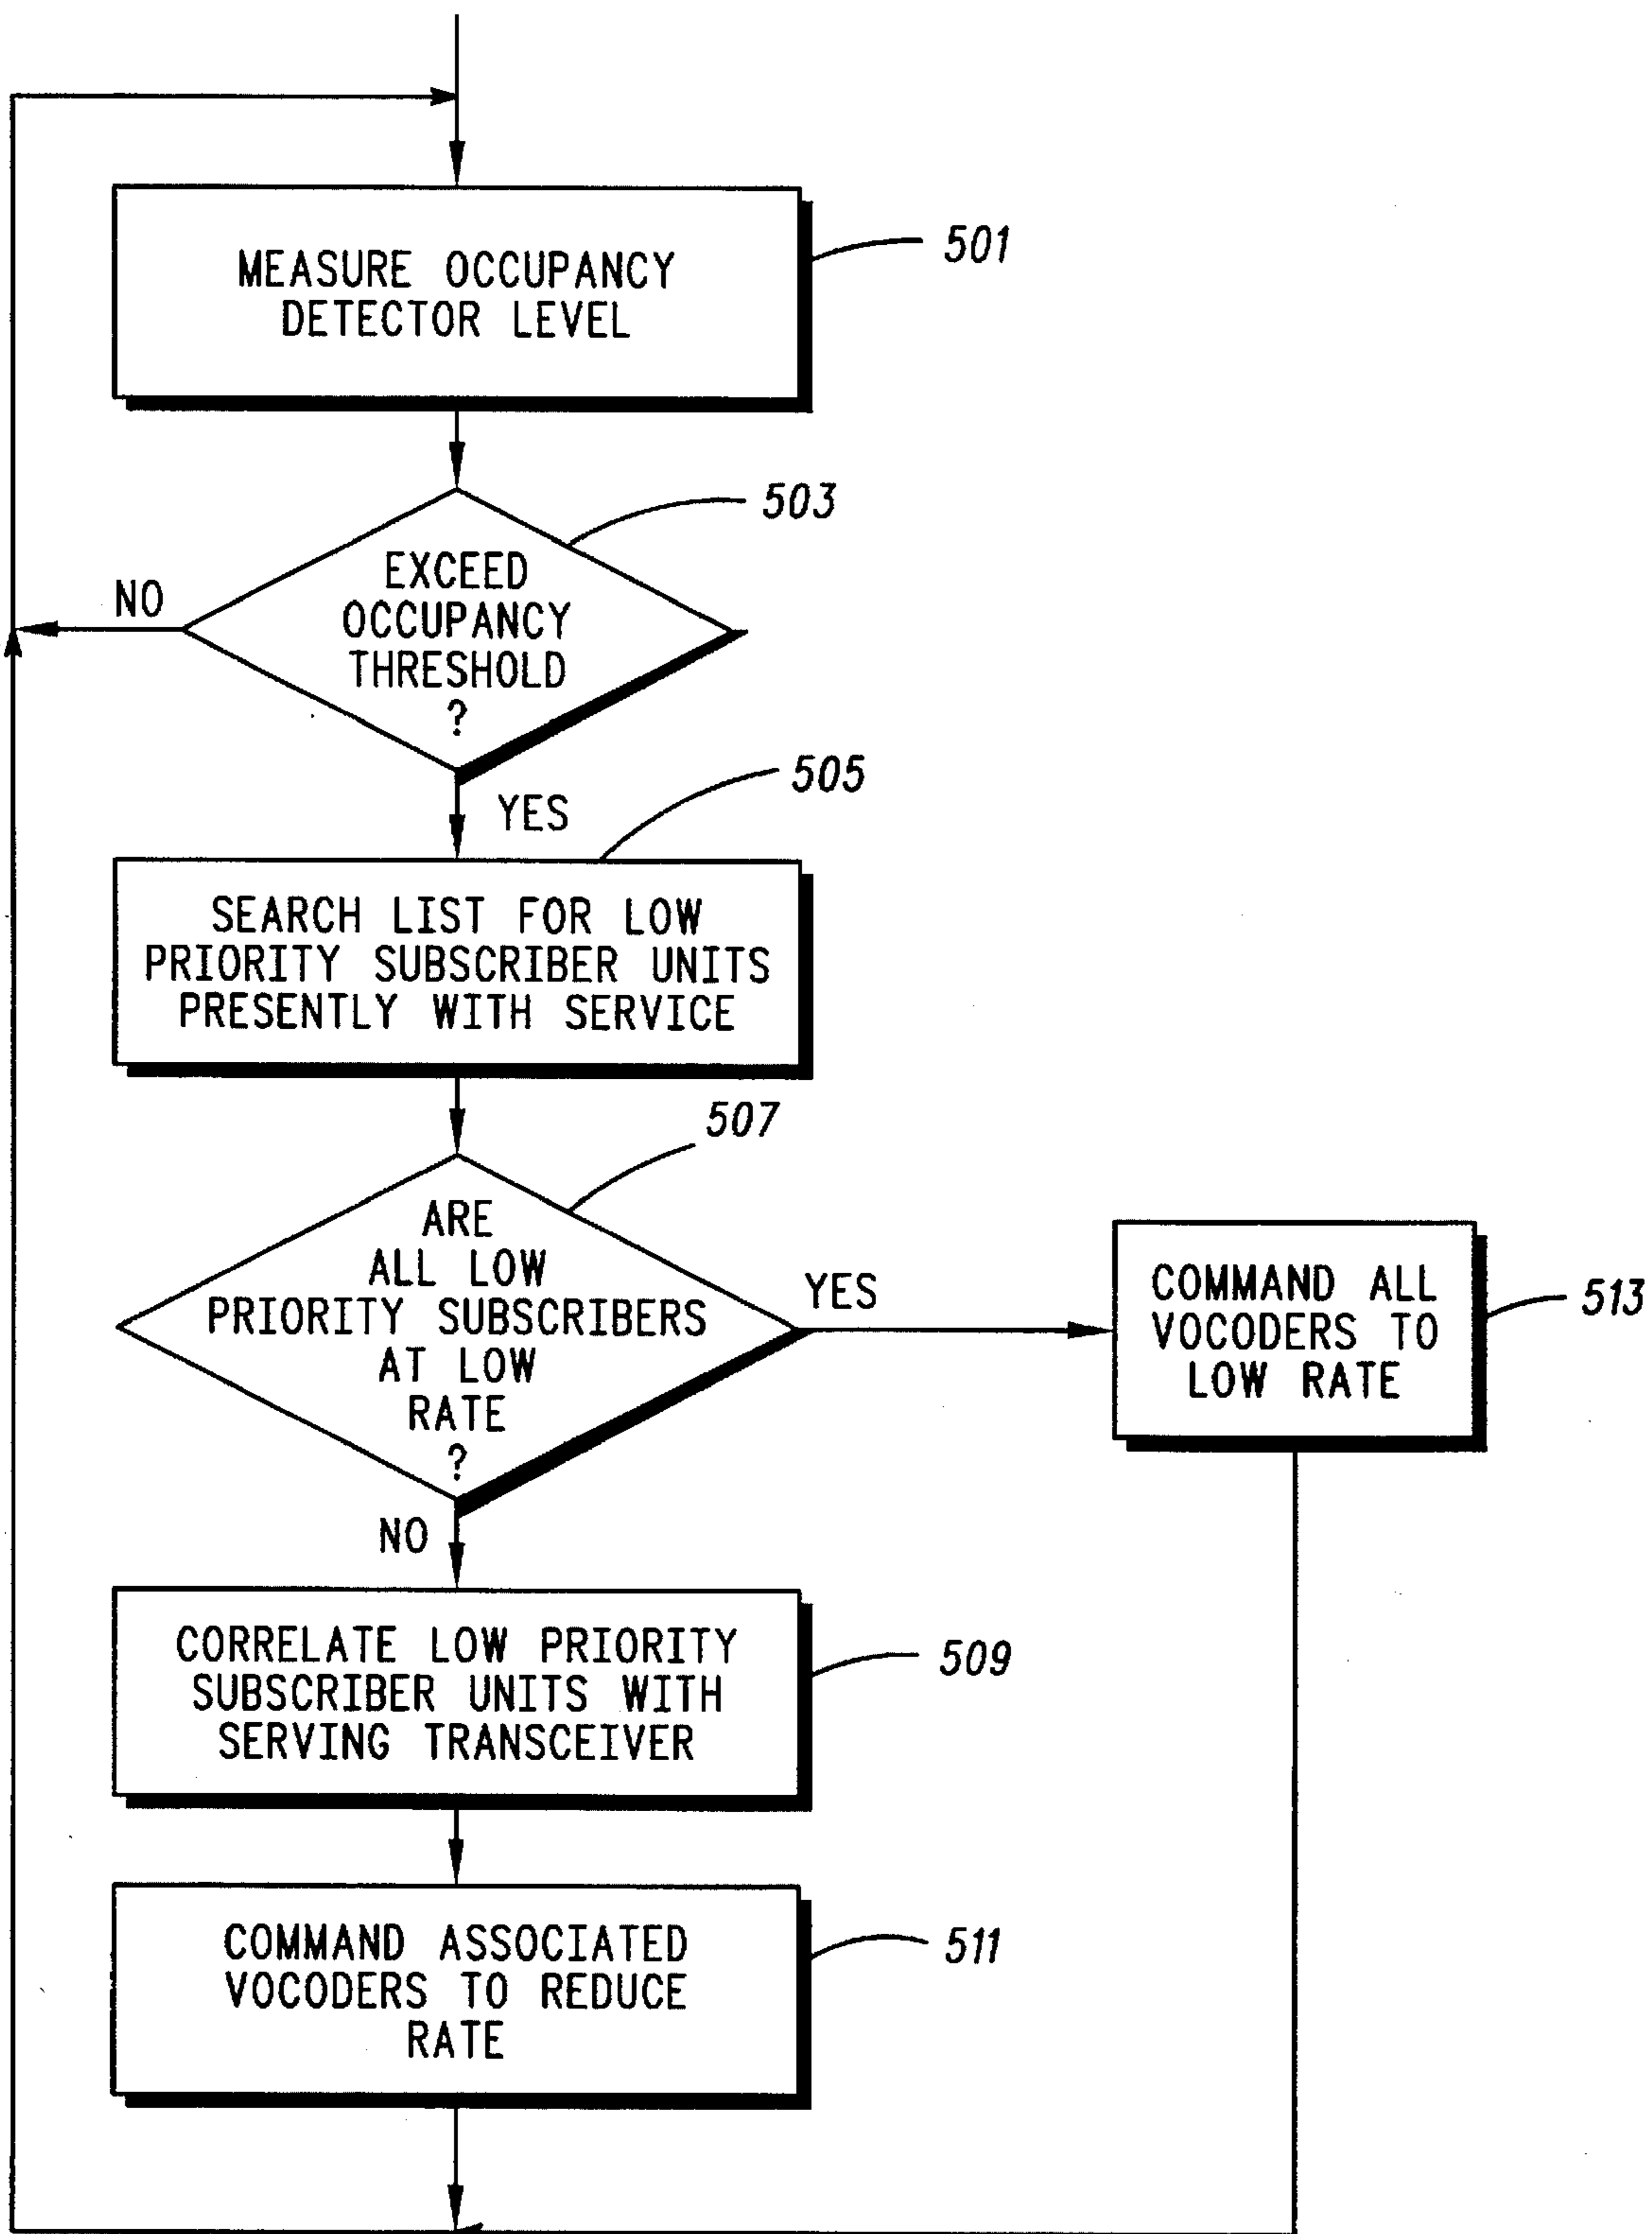 MEASURE OCCUPANCY
DETECTOR LEVEL
501
503
EXCEED
OCCUPANCY
THRESHOLD
?
NO
YES
505
SEARCH LIST FOR LOW
PRIORITY SUBSCRIBER UNITS
PRESENTLY WITH SERVICE
507
ARE
ALL LOW
PRIORITY SUBSCRIBERS
AT LOW
RATE
?
YES
COMMAND ALL
VOCODERS TO
LOW RATE
513
NO
CORRELATE LOW PRIORITY
SUBSCRIBER UNITS WITH
SERVING TRANSCEIVER
509
COMMAND ASSOCIATED
VOCODERS TO REDUCE
RATE
511